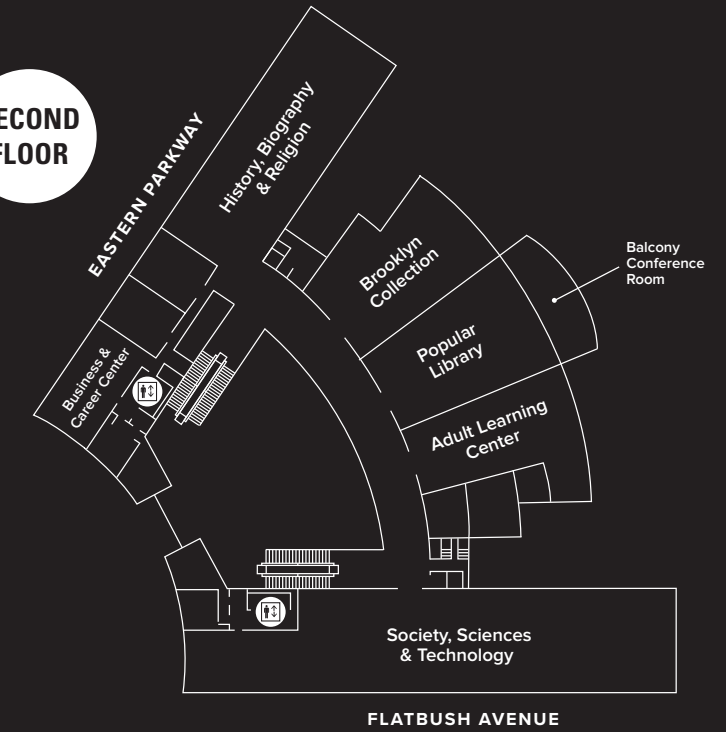 ECOND
FLOOR
EASTERN PARKWAY
History, Biography
& Religion
Brooklyn
Collection
Balcony
Conference
Room
Popular
Library
Business &
Career Center
Adult Learning
Center
Society, Sciences
& Technology
FLATBUSH AVENUE